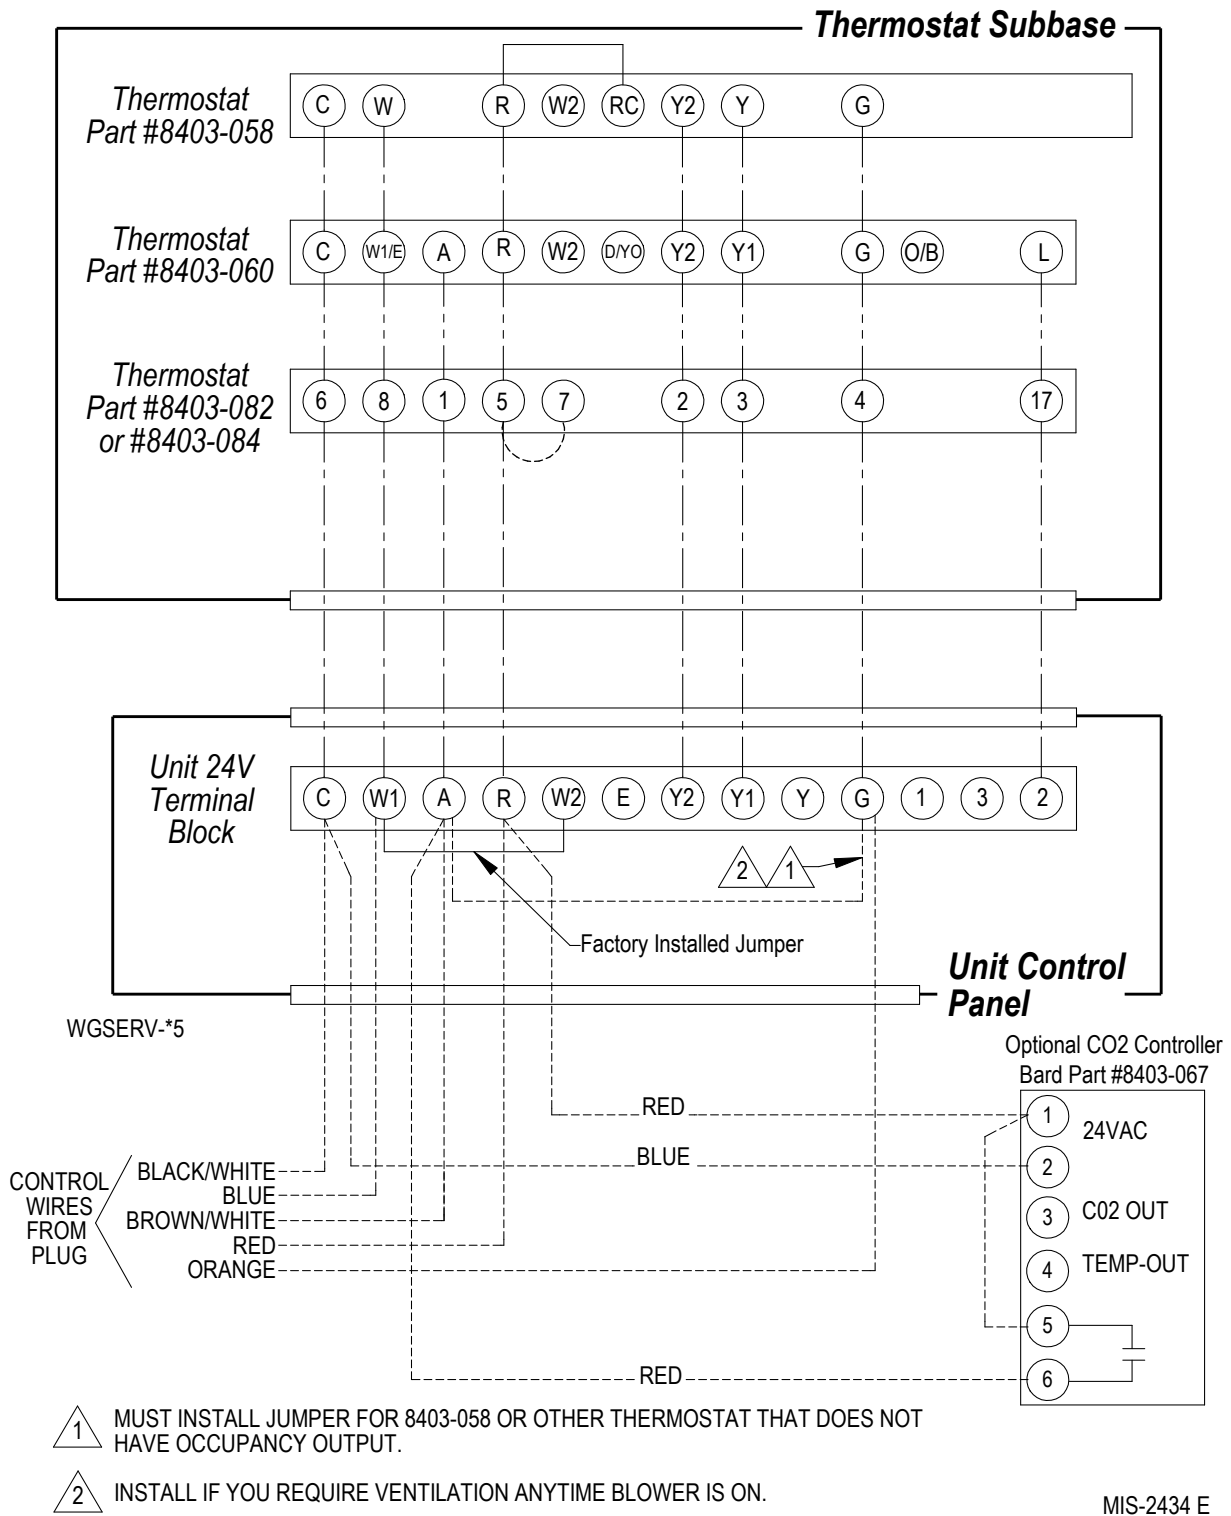 Thermostat Subbase
Thermostat
Part #8403-058
C W R W2 RC Y2 Y G
Thermostat
Part #8403-060
C W1/E A R W2 D/YO Y2 Y1 G O/B L
Thermostat
Part #8403-082
or #8403-084
6 8 1 5 7 2 3 4 17
Unit 24V
Terminal
Block
C W1 A R W2 E Y2 Y1 Y G 1 3 2
2 1
Factory Installed Jumper
Unit Control
Panel
WGSERV-*5
Optional CO2 Controller
Bard Part #8403-067
RED
1
24VAC
BLUE
2
3
C02 OUT
4
TEMP-OUT
5
6
RED
CONTROL
WIRES
FROM
PLUG
BLACK/WHITE
BLUE
BROWN/WHITE
RED
ORANGE
1 MUST INSTALL JUMPER FOR 8403-058 OR OTHER THERMOSTAT THAT DOES NOT
HAVE OCCUPANCY OUTPUT.
2 INSTALL IF YOU REQUIRE VENTILATION ANYTIME BLOWER IS ON.
MIS-2434 E